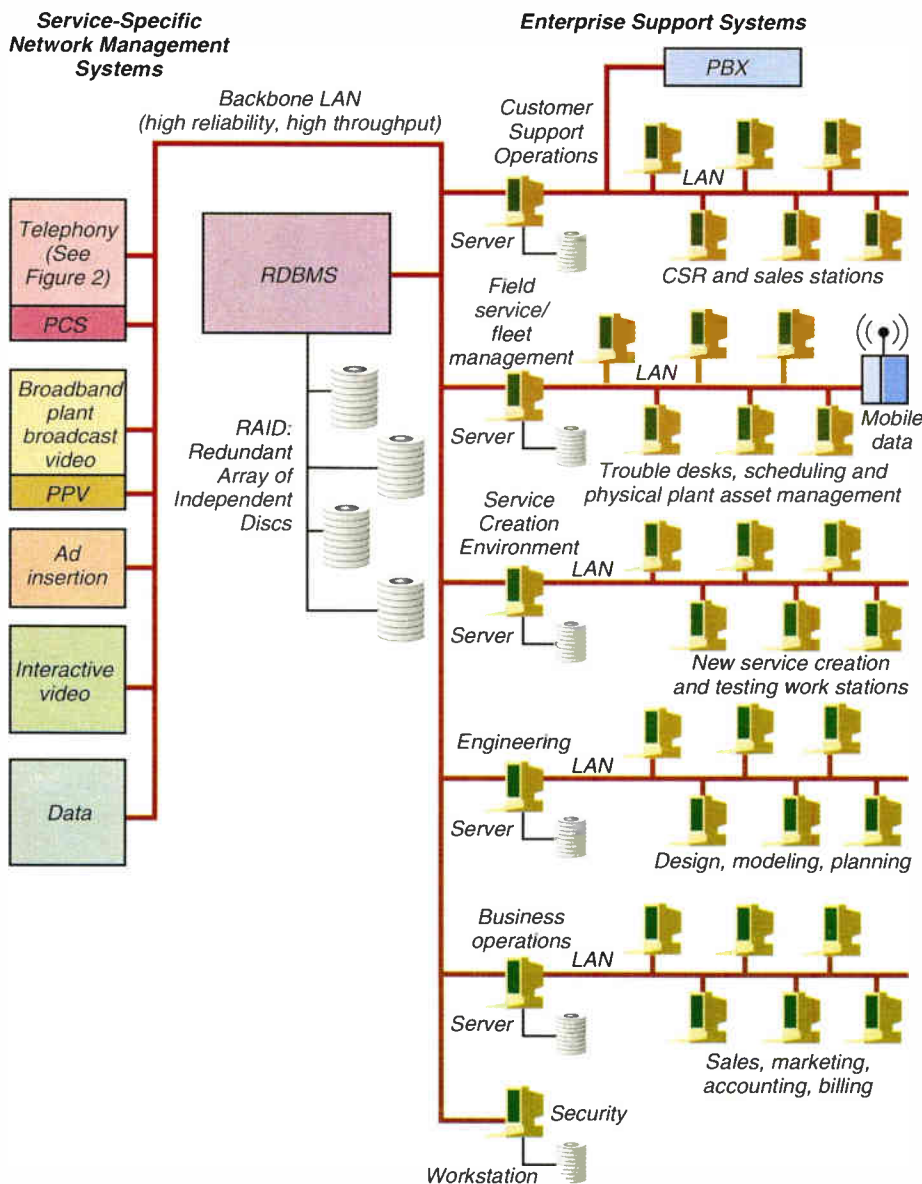 Service-Specific
Network Management
Systems
Enterprise Support Systems
PBX
Backbone LAN
(high reliability, high throughput)
Customer
Support
Operations
LAN
Server
CSR and sales stations
Telephony
(See
Figure 2)
PCS
RDBMS
Field
service/
fleet
management
LAN
Server
Mobile
data
Trouble desks, scheduling and
physical plant asset management
Broadband
plant
broadcast
video
PPV
RAID:
Redundant
Array of
Independent
Discs
Service
Creation
Environment
LAN
Server
New service creation
and testing work stations
Ad
insertion
Interactive
video
Engineering
LAN
Server
Design, modeling, planning
Data
Business
operations
LAN
Server
Sales, marketing,
accounting, billing
Security
Workstation